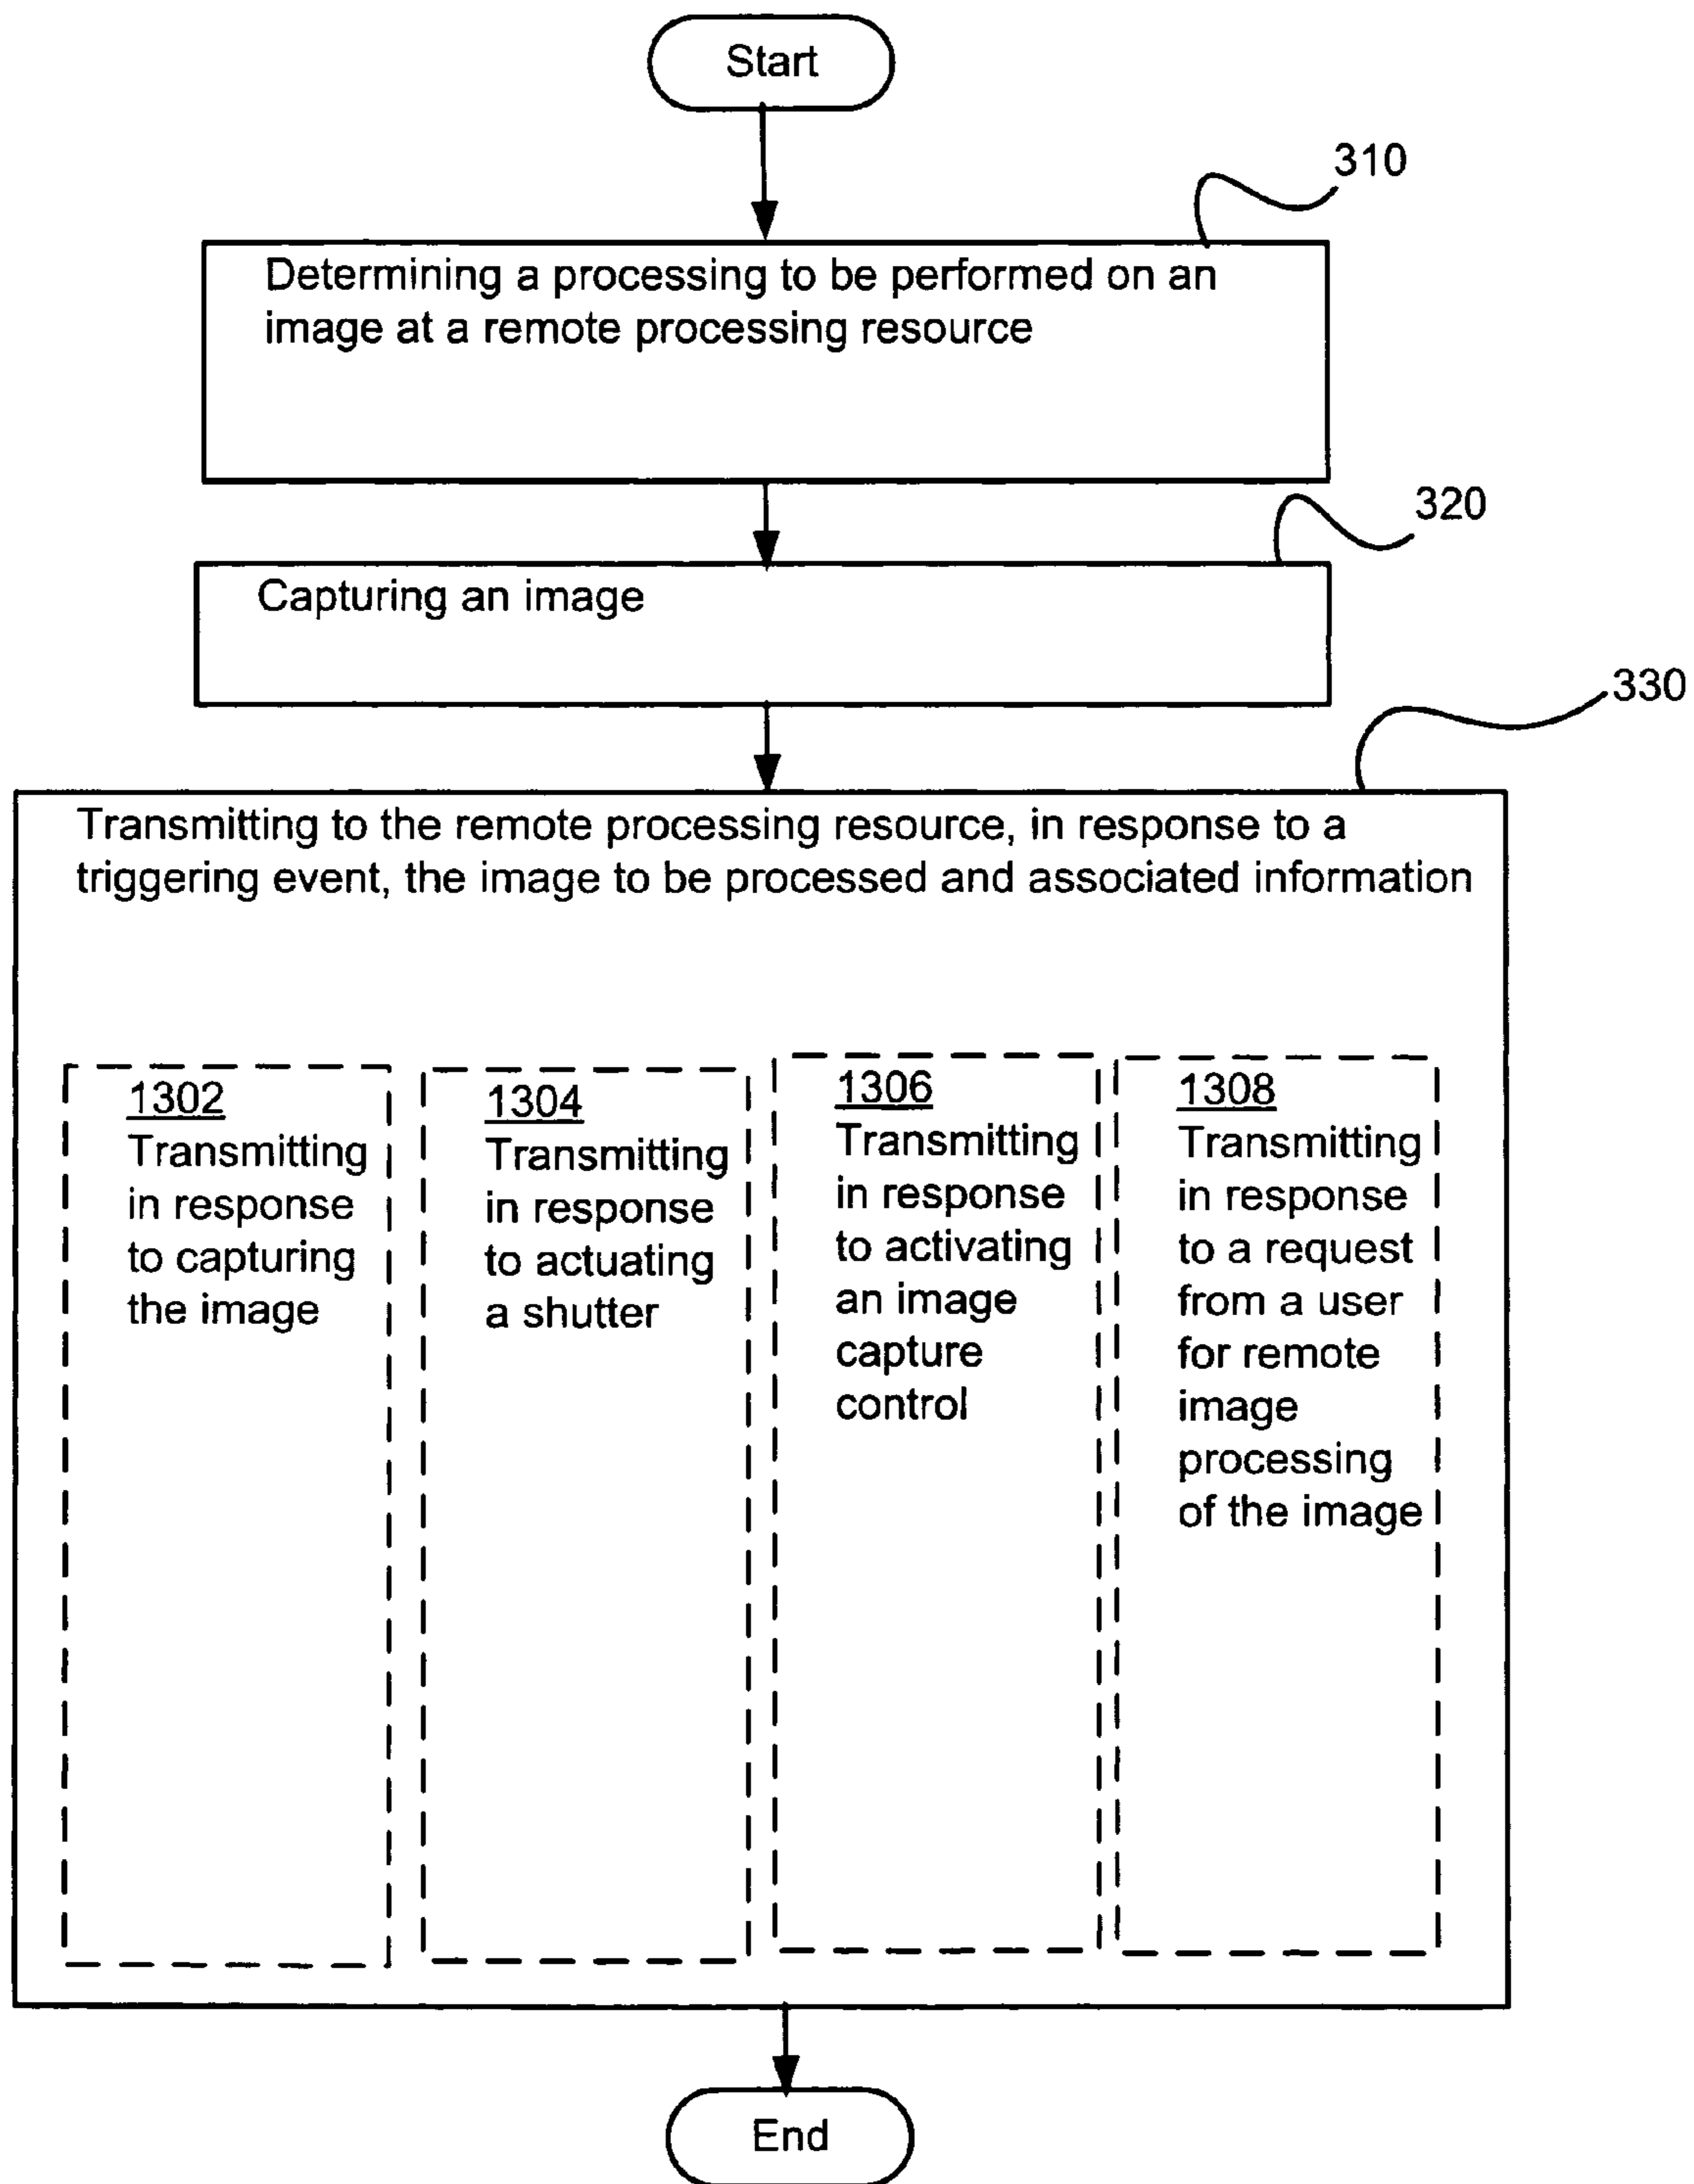 Start
310
Determining a processing to be performed on an
image at a remote processing resource
320
Capturing an image
330
Transmitting to the remote processing resource, in response to a
triggering event, the image to be processed and associated information
1302
Transmitting
in response
to capturing
the image
1304
Transmitting
in response
to actuating
a shutter
1306
Transmitting
in response
to activating
an image
capture
control
1308
Transmitting
in response
to a request
from a user
for remote
image
processing
of the image
End